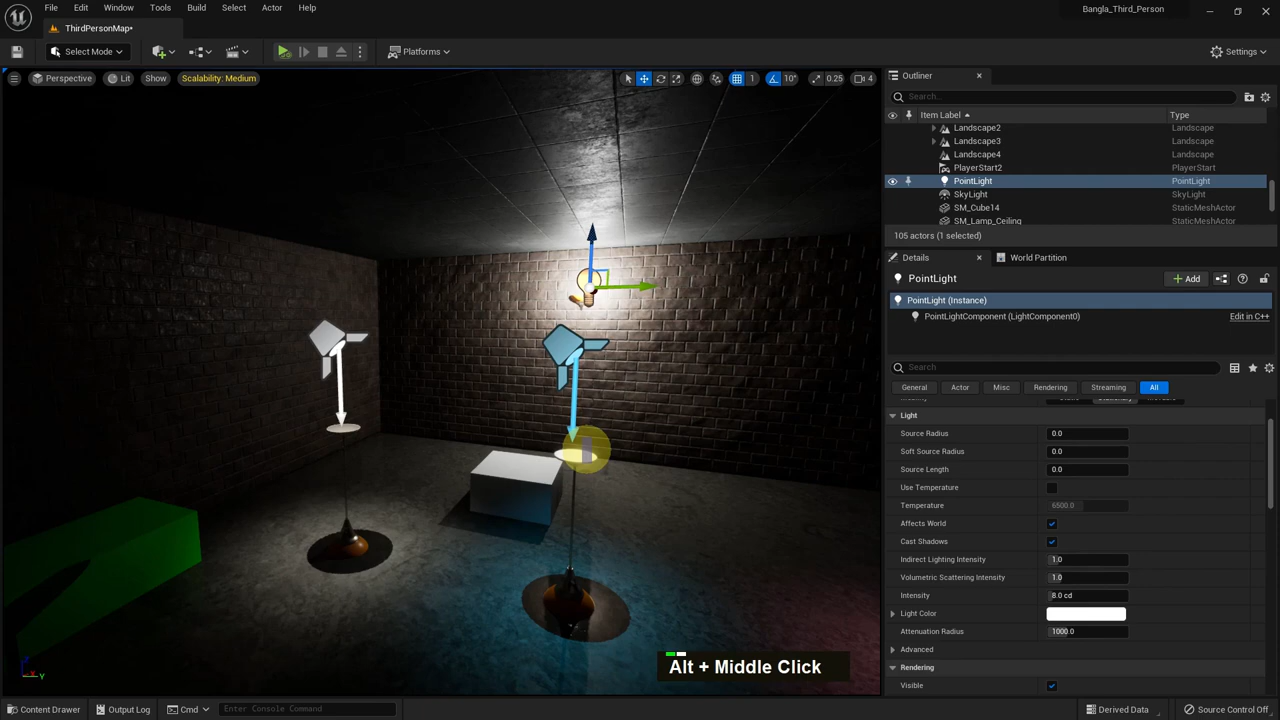 File Edit Window Tools Build Select Actor Help
Bangla_Third_Person
ThirdPersonMap•
Select Mode
Platforms
Settings
Perspective Lit Show Scalability: Medium
1 10° 0.25 4
Outliner
Search...
Item Label Type
Landscape2 Landscape
Landscape3 Landscape
Landscape4 Landscape
PlayerStart2 PlayerStart
PointLight PointLight
SkyLight SkyLight
SM_Cube14 StaticMeshActor
SM_Lamp_Ceiling StaticMeshActor
105 actors (1 selected)
Details World Partition
PointLight
+ Add
PointLight (Instance)
PointLightComponent (LightComponent0) Edit in C++
Search
General Actor Misc Rendering Streaming All
Light
Source Radius 0.0
Soft Source Radius 0.0
Source Length 0.0
Use Temperature
Temperature 6500.0
Affects World
Cast Shadows
Indirect Lighting Intensity 1.0
Volumetric Scattering Intensity 1.0
Intensity 8.0 cd
Light Color
Attenuation Radius 1000.0
Advanced
Rendering
Visible
Alt + Middle Click
Content Drawer Output Log Cmd Enter Console Command
Derived Data Source Control Off